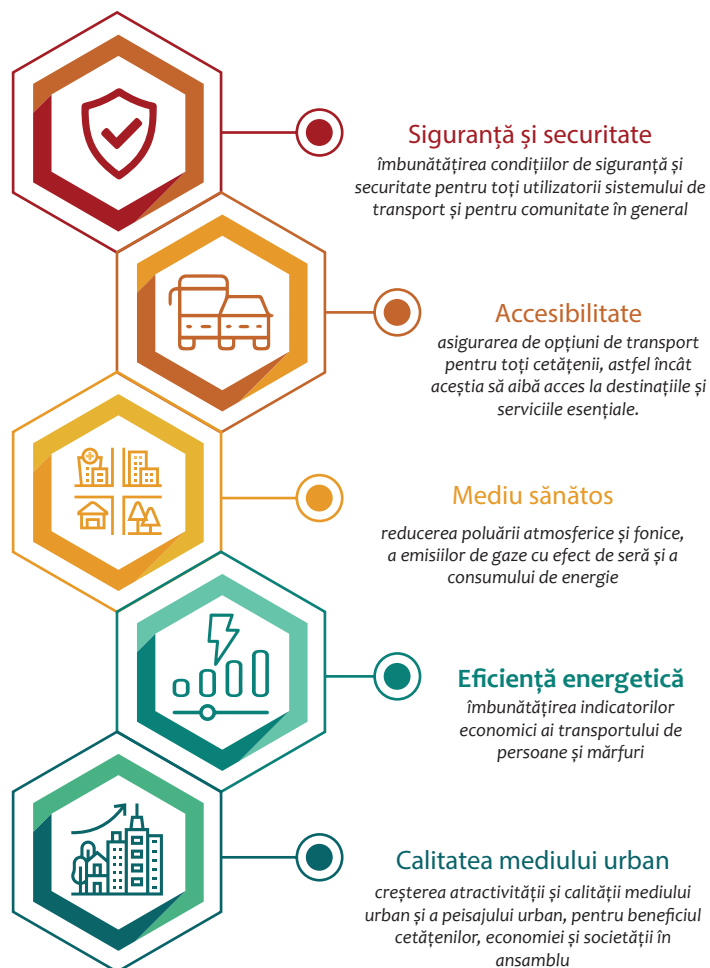 Siguranță și securitate
îmbunătățirea condițiilor de siguranță și
securitate pentru toți utilizatorii sistemului de
transport și pentru comunitate în general
Accesibilitate
asigurarea de opțiuni de transport
pentru toți cetățenii, astfel încât
aceștia să aibă acces la destinațiile și
serviciile esențiale.
Mediu sănătos
reducerea poluării atmosferice și fonice,
a emisiilor de gaze cu efect de seră și a
consumului de energie
Eficiență energetică
îmbunătățirea indicatorilor
economici ai transportului de
persoane și mărfuri
Calitatea mediului urban
creșterea atractivității și calității mediului
urban și a peisajului urban, pentru beneficiul
cetățenilor, economiei și societății în
ansamblu